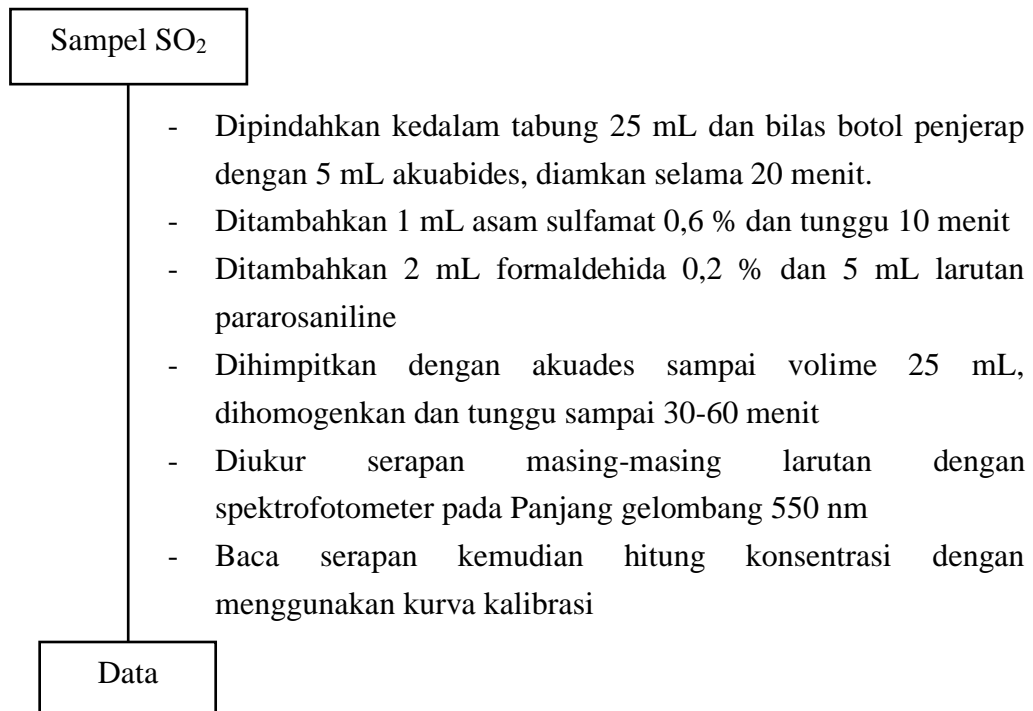 Sampel SO₂
- Dipindahkan kedalam tabung 25 mL dan bilas botol penjerap
dengan 5 mL akuabides, diamkan selama 20 menit.
- Ditambahkan 1 mL asam sulfamat 0,6 % dan tunggu 10 menit
- Ditambahkan 2 mL formaldehida 0,2 % dan 5 mL larutan
pararosaniline
- Dihimpitkan dengan akuades sampai volime 25 mL,
dihomogenkan dan tunggu sampai 30-60 menit
- Diukur serapan masing-masing larutan dengan
spektrofotometer pada Panjang gelombang 550 nm
- Baca serapan kemudian hitung konsentrasi dengan
menggunakan kurva kalibrasi
Data